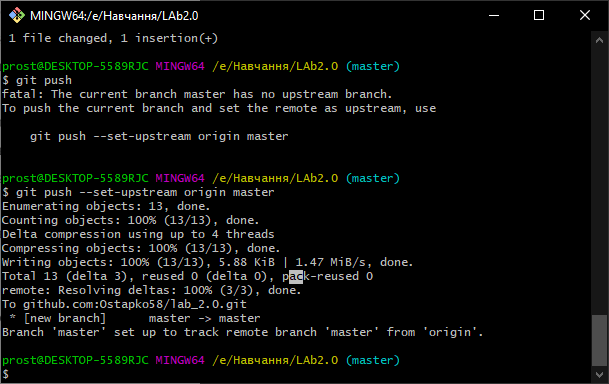 MINGW64:/e/Навчання/LAb2.0
1 file changed, 1 insertion(+)
prost@DESKTOP-5589RJC MINGW64 /e/Навчання/LAb2.0 (master)
$ git push
fatal: The current branch master has no upstream branch.
To push the current branch and set the remote as upstream, use
git push --set-upstream origin master
prost@DESKTOP-5589RJC MINGW64 /e/Навчання/LAb2.0 (master)
$ git push --set-upstream origin master
Enumerating objects: 13, done.
Counting objects: 100% (13/13), done.
Delta compression using up to 4 threads
Compressing objects: 100% (13/13), done.
Writing objects: 100% (13/13), 5.88 KiB | 1.47 MiB/s, done.
Total 13 (delta 3), reused 0 (delta 0), pack-reused 0
remote: Resolving deltas: 100% (3/3), done.
To github.com:Ostapko58/lab_2.0.git
* [new branch]      master -> master
Branch 'master' set up to track remote branch 'master' from 'origin'.
prost@DESKTOP-5589RJC MINGW64 /e/Навчання/LAb2.0 (master)
$